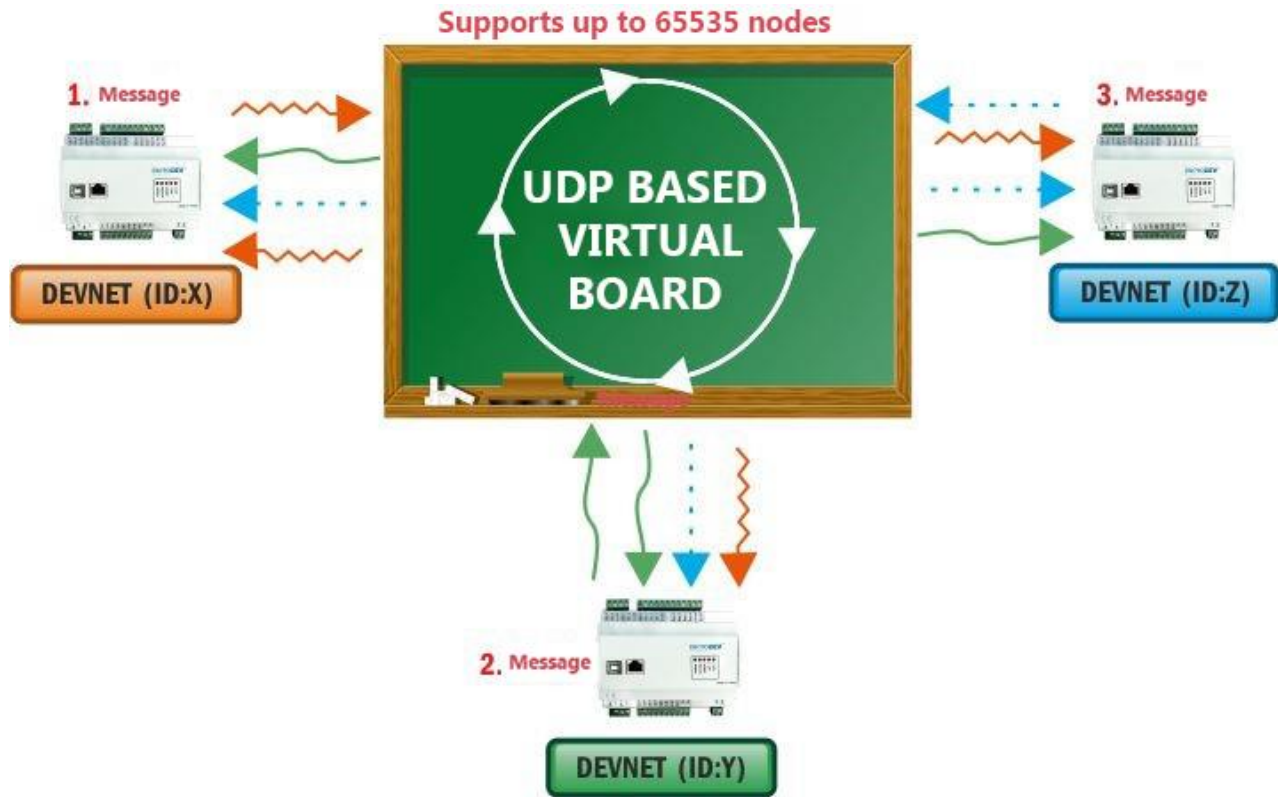 Supports up to 65535 nodes
1. Message
3. Message
UDP BASED
VIRTUAL
BOARD
DEVNET (ID:X)
DEVNET (ID:Z)
Message
2. Message
DEVNET (ID:Y)